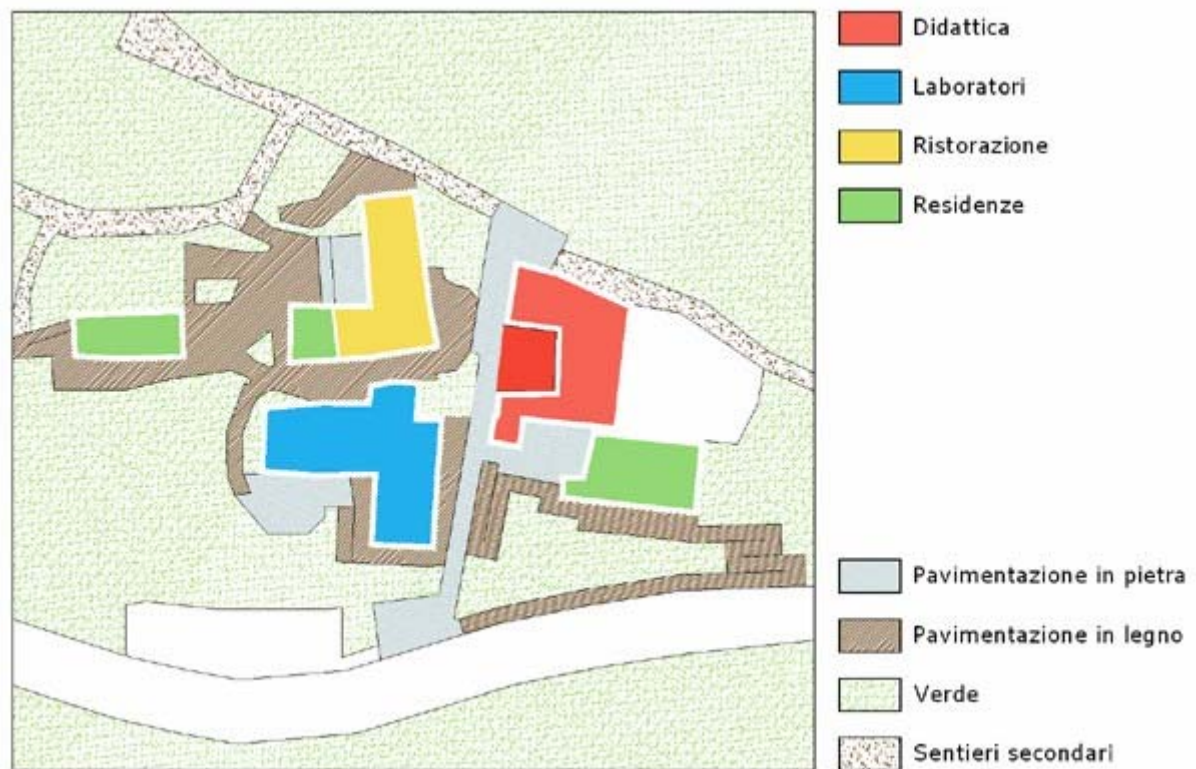 Didattica
Laboratori
Ristorazione
Residenze
Pavimentazione in pietra
Pavimentazione in legno
Verde
Sentieri secondari